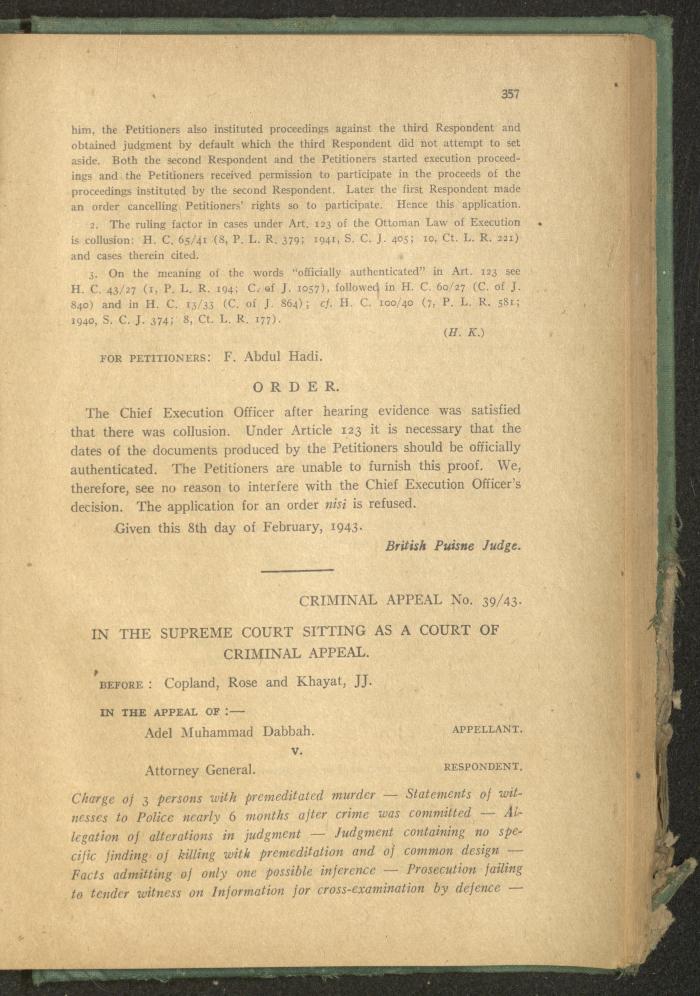 357
him, the Petitioners also instituted proceedings against the third Respondent and
obtained judgment by default which the third Respondent did not attempt to set
aside. Both the second Respondent and the Petitioners started execution proceed-
ings and the Petitioners received permission to participate in the proceeds of the
proceedings instituted by the second Respondent. Later the first Respondent made
an order cancelling Petitioners' rights so to participate. Hence this application.
2. The ruling factor in cases under Art. 123 of the Ottoman Law of Execution
is collusion: H. C. 65/41 (8, P. L. R. 379; 1941, S. C. J. 405; 10, Ct. L. R. 221)
and cases therein cited.
3. On the meaning of the words "officially authenticated" in Art. 123 see
H. C. 43/27 (1, P. L. R. 194; C. of J. 1057), followed in H. C. 60/27 (C. of J.
840) and in H. C. 13/33 (C. of J. 864); cf. H. C. 100/40 (7, P. L. R. 581;
1940, S. C. J. 374; 8, Ct. L. R. 177).
(H. K.)
FOR PETITIONERS: F. Abdul Hadi.
ORDER.
The Chief Execution Officer after hearing evidence was satisfied
that there was collusion. Under Article 123 it is necessary that the
dates of the documents produced by the Petitioners should be officially
authenticated. The Petitioners are unable to furnish this proof. We,
therefore, see no reason to interfere with the Chief Execution Officer's
decision. The application for an order nisi is refused.
Given this 8th day of February, 1943.
British Puisne Judge.
CRIMINAL APPEAL No. 39/43.
IN THE SUPREME COURT SITTING AS A COURT OF
CRIMINAL APPEAL.
BEFORE : Copland, Rose and Khayat, JJ.
IN THE APPEAL OF :—
Adel Muhammad Dabbah. APPELLANT.
v.
Attorney General. RESPONDENT.
Charge of 3 persons with premeditated murder — Statements of wit-
nesses to Police nearly 6 months after crime was committed — Al-
legation of alterations in judgment — Judgment containing no spe-
cific finding of killing with premeditation and of common design —
Facts admitting of only one possible inference — Prosecution failing
to tender witness on Information for cross-examination by defence —